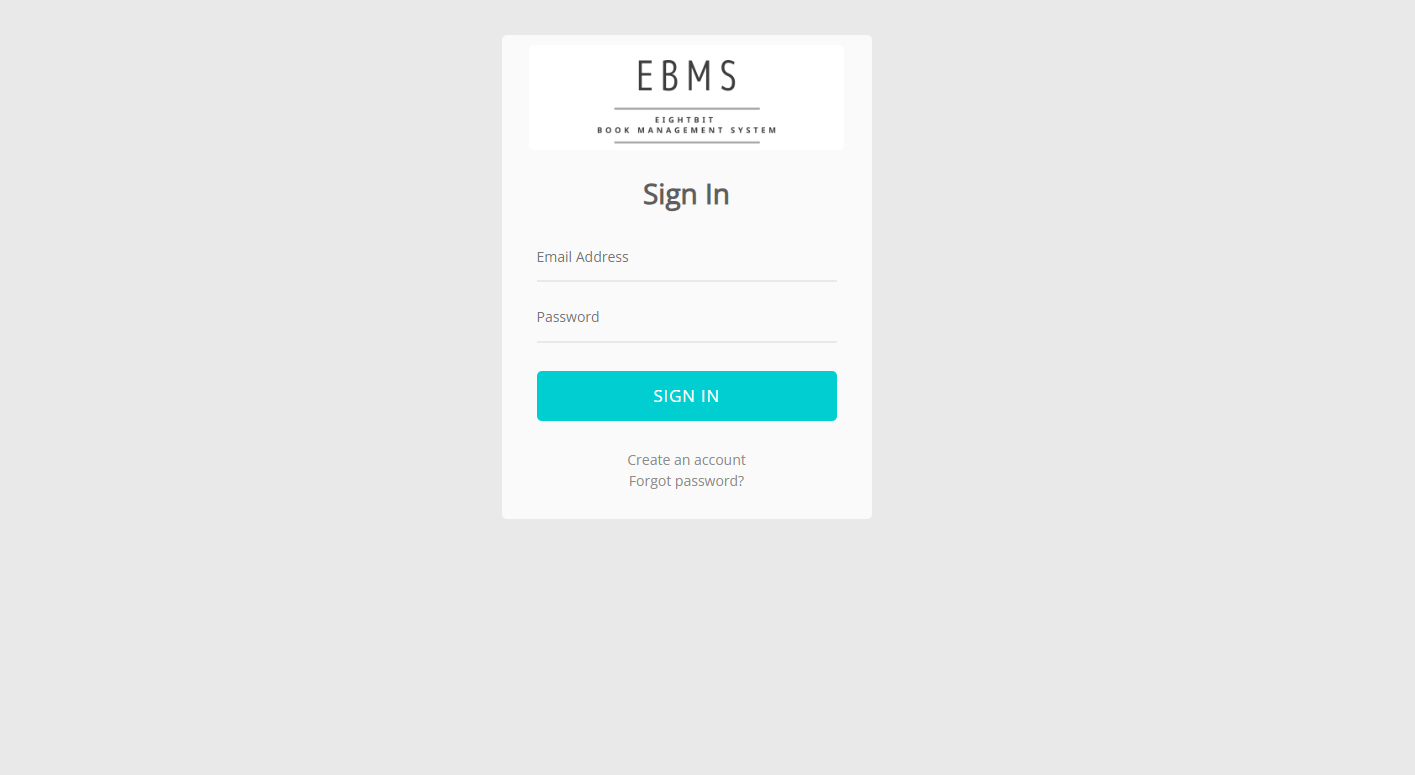 EBMS
EIGHTBIT
BOOK MANAGEMENT SYSTEM
Sign In
Email Address
Password
SIGN IN
Create an account
Forgot password?